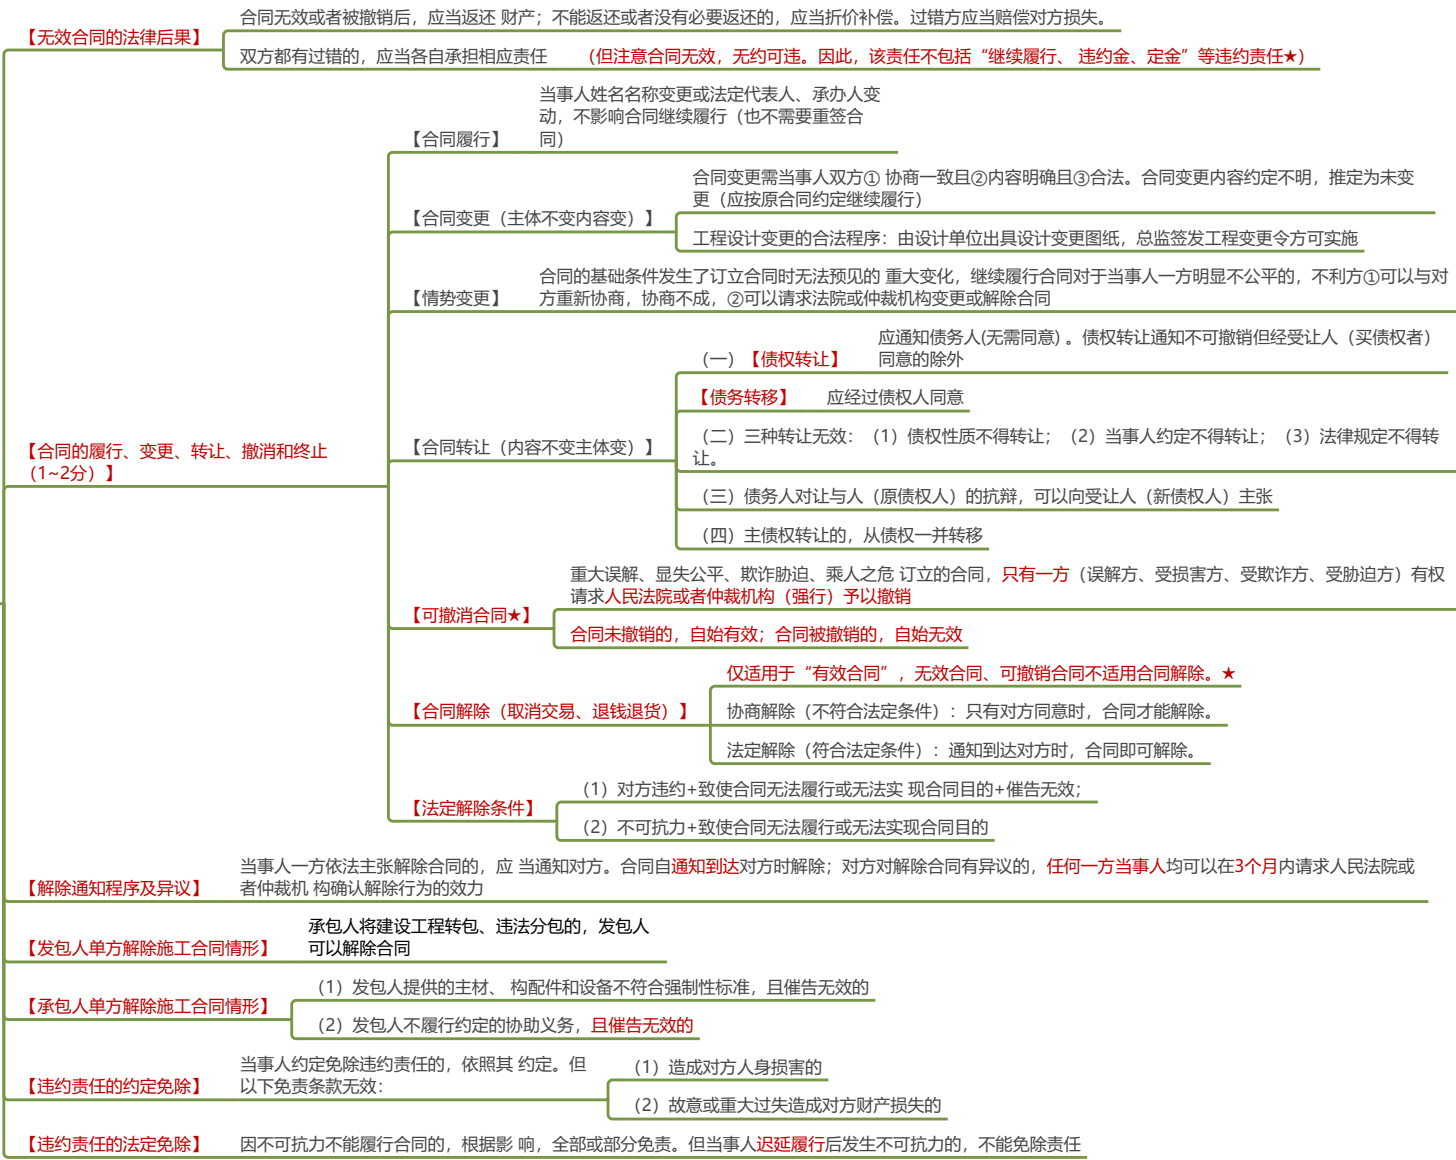 【无效合同的法律后果】
合同无效或者被撤销后，应当返还 财产；不能返还或者没有必要返还的，应当折价补偿。过错方应当赔偿对方损失。
双方都有过错的，应当各自承担相应责任 （但注意合同无效，无约可违。因此，该责任不包括“继续履行、 违约金、定金”等违约责任★）
【合同的履行、变更、转让、撤消和终止
（1~2分）】
【合同履行】
当事人姓名名称变更或法定代表人、承办人变
动，不影响合同继续履行（也不需要重签合
同）
【合同变更（主体不变内容变）】
合同变更需当事人双方① 协商一致且②内容明确且③合法。合同变更内容约定不明，推定为未变
更（应按原合同约定继续履行）
工程设计变更的合法程序：由设计单位出具设计变更图纸，总监签发工程变更令方可实施
【情势变更】
合同的基础条件发生了订立合同时无法预见的 重大变化，继续履行合同对于当事人一方明显不公平的，不利方①可以与对
方重新协商，协商不成，②可以请求法院或仲裁机构变更或解除合同
【合同转让（内容不变主体变）】
（一）【债权转让】
应通知债务人(无需同意) 。债权转让通知不可撤销但经受让人（买债权者）
同意的除外
【债务转移】 应经过债权人同意
（二）三种转让无效：（1）债权性质不得转让；（2）当事人约定不得转让；（3）法律规定不得转
让。
（三）债务人对让与人（原债权人）的抗辩，可以向受让人（新债权人）主张
（四）主债权转让的，从债权一并转移
【可撤消合同★】
重大误解、显失公平、欺诈胁迫、乘人之危 订立的合同，只有一方（误解方、受损害方、受欺诈方、受胁迫方）有权
请求人民法院或者仲裁机构（强行）予以撤销
合同未撤销的，自始有效；合同被撤销的，自始无效
【合同解除（取消交易、退钱退货）】
仅适用于“有效合同”，无效合同、可撤销合同不适用合同解除。★
协商解除（不符合法定条件）：只有对方同意时，合同才能解除。
法定解除（符合法定条件）：通知到达对方时，合同即可解除。
【法定解除条件】
（1）对方违约+致使合同无法履行或无法实 现合同目的+催告无效；
（2）不可抗力+致使合同无法履行或无法实现合同目的
【解除通知程序及异议】
当事人一方依法主张解除合同的，应 当通知对方。合同自通知到达对方时解除；对方对解除合同有异议的，任何一方当事人均可以在3个月内请求人民法院或
者仲裁机 构确认解除行为的效力
【发包人单方解除施工合同情形】
承包人将建设工程转包、违法分包的，发包人
可以解除合同
【承包人单方解除施工合同情形】
（1）发包人提供的主材、 构配件和设备不符合强制性标准，且催告无效的
（2）发包人不履行约定的协助义务，且催告无效的
【违约责任的约定免除】
当事人约定免除违约责任的，依照其 约定。但
以下免责条款无效：
（1）造成对方人身损害的
（2）故意或重大过失造成对方财产损失的
【违约责任的法定免除】
因不可抗力不能履行合同的，根据影 响，全部或部分免责。但当事人迟延履行后发生不可抗力的，不能免除责任